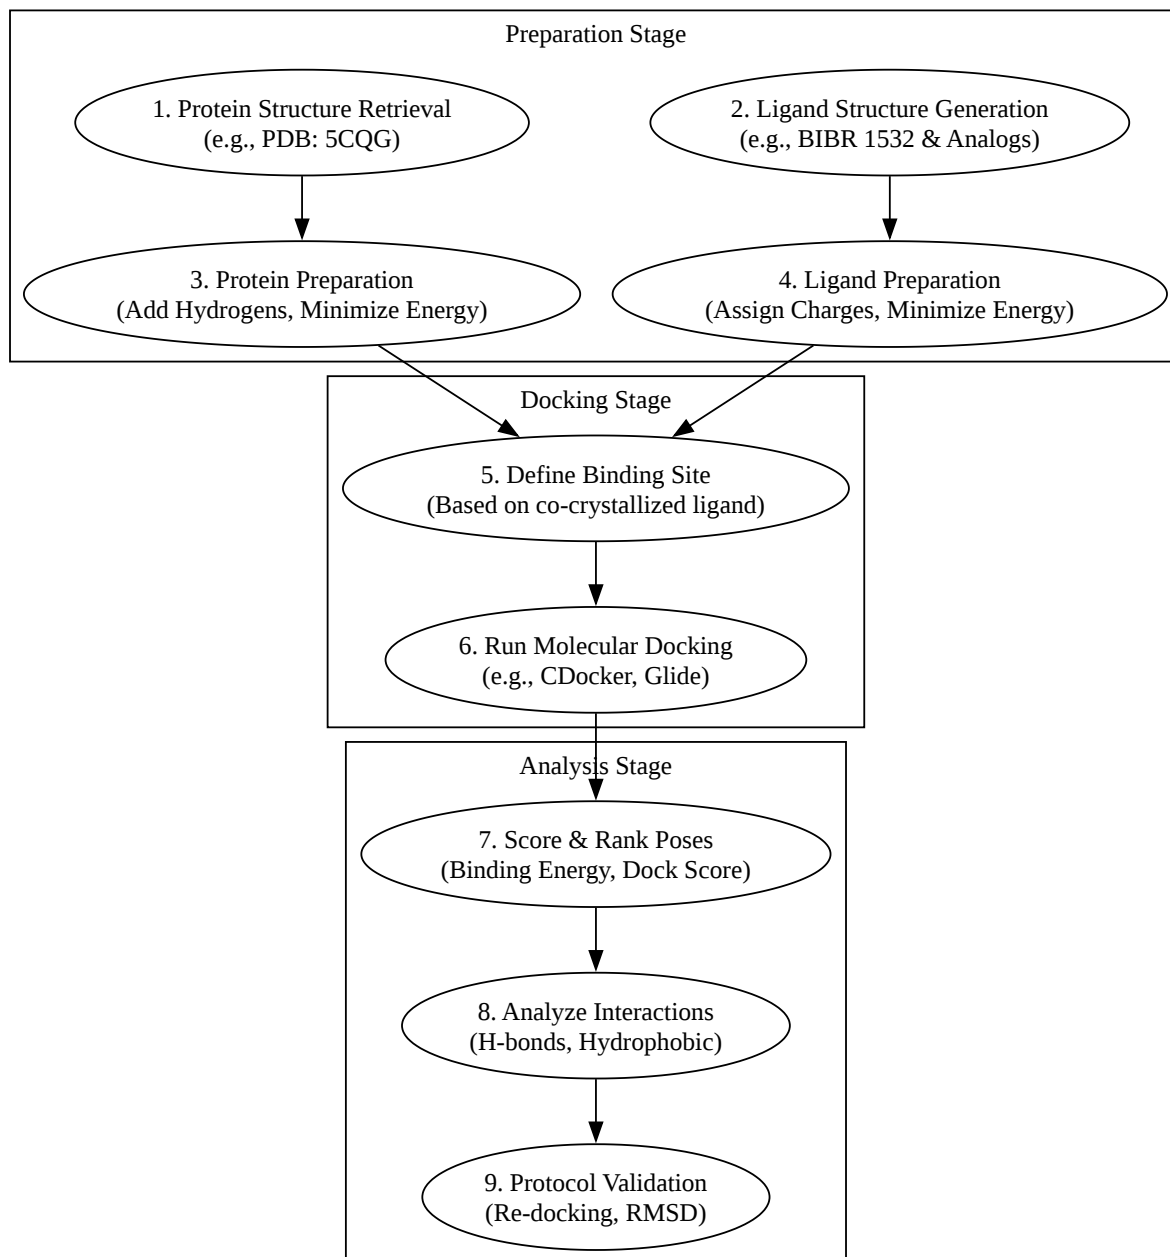 Preparation Stage
1. Protein Structure Retrieval
(e.g., PDB: 5CQG)
2. Ligand Structure Generation
(e.g., BIBR 1532 & Analogs)
3. Protein Preparation
(Add Hydrogens, Minimize Energy)
4. Ligand Preparation
(Assign Charges, Minimize Energy)
Docking Stage
5. Define Binding Site
(Based on co-crystallized ligand)
6. Run Molecular Docking
(e.g., CDocker, Glide)
Analysis Stage
7. Score & Rank Poses
(Binding Energy, Dock Score)
8. Analyze Interactions
(H-bonds, Hydrophobic)
9. Protocol Validation
(Re-docking, RMSD)